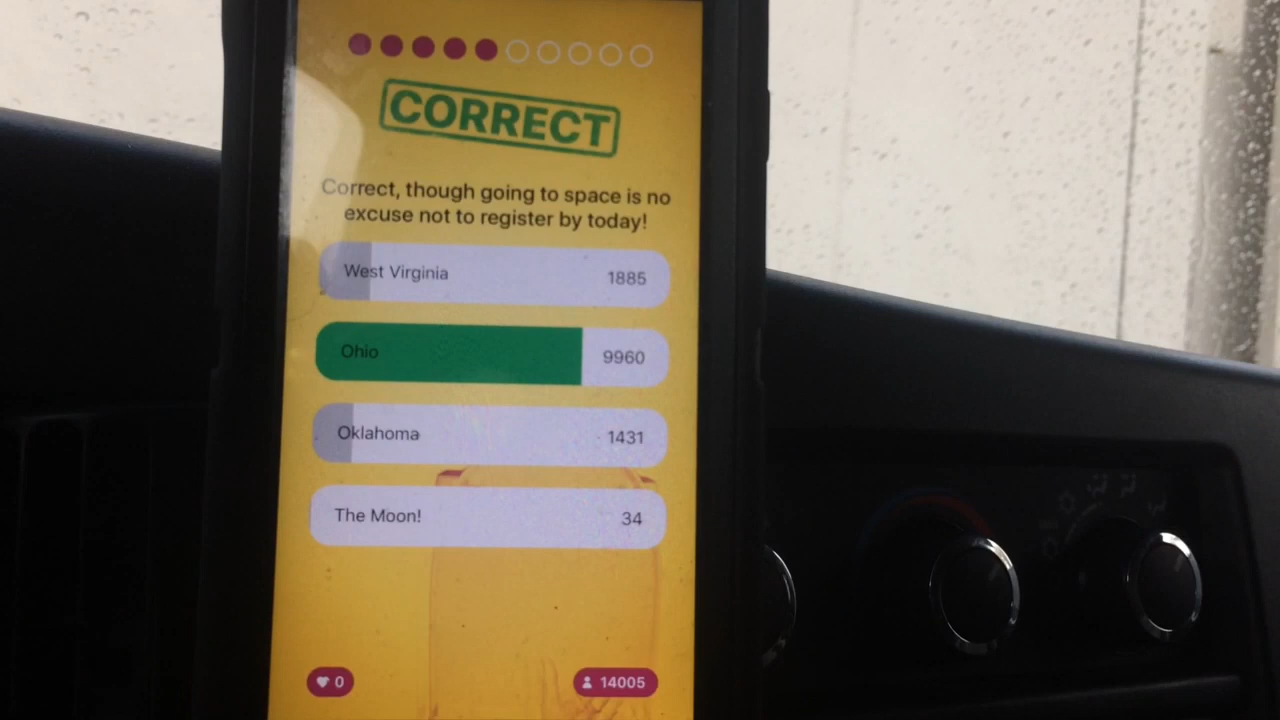 CORRECT
Correct, though going to space is no
excuse not to register by today!
West Virginia 1885
Ohio 9960
Oklahoma 1431
The Moon! 34
0 14005